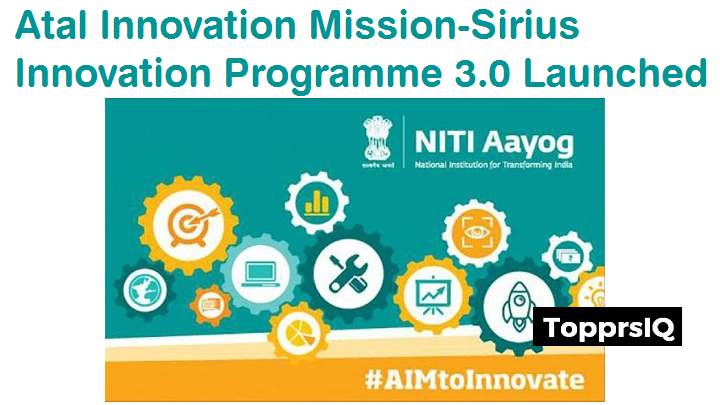 Atal Innovation Mission-Sirius
Innovation Programme 3.0 Launched
NITI Aayog
National Institution for Transforming India
TopprsIQ
#AIMtoInnovate